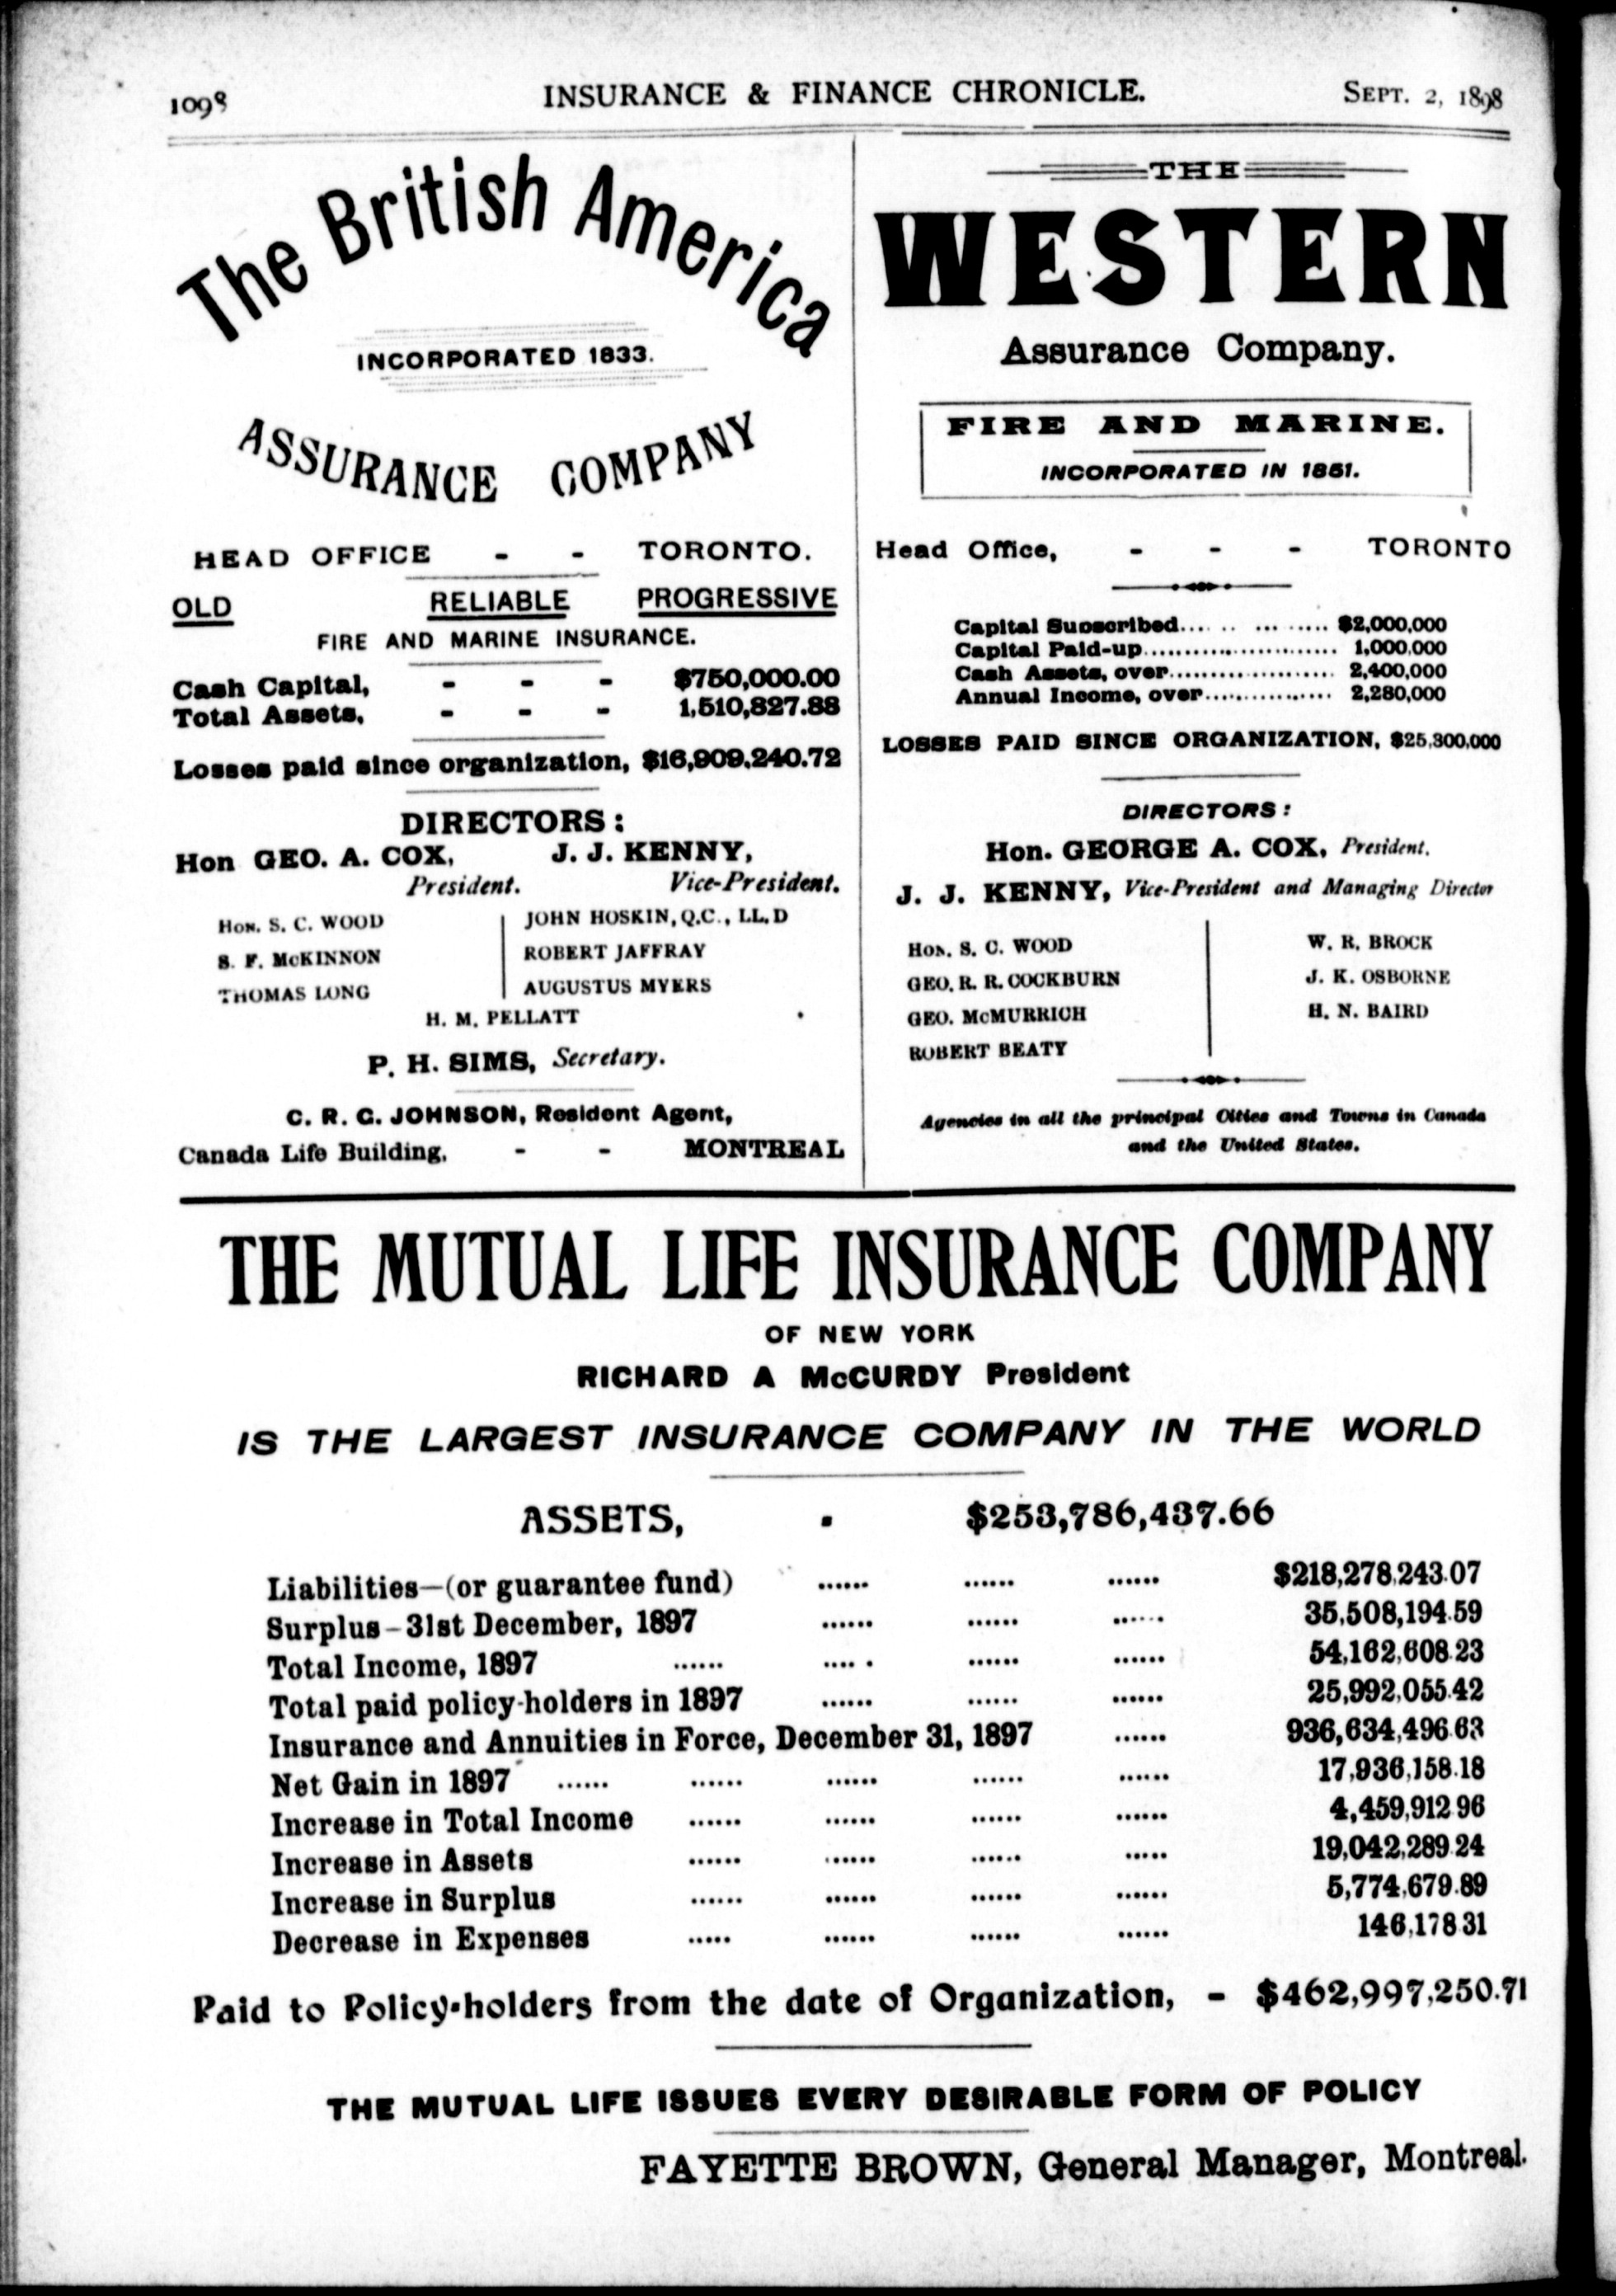 1098
INSURANCE & FINANCE CHRONICLE.
SEPT. 2, 1898
The British America
INCORPORATED 1833.
ASSURANCE COMPANY
HEAD OFFICE - - TORONTO.
OLD RELIABLE PROGRESSIVE
FIRE AND MARINE INSURANCE.
Cash Capital, - - - $750,000.00
Total Assets, - - - 1,510,827.88
Losses paid since organization, $16,909,240.72
DIRECTORS:
Hon GEO. A. COX, J. J. KENNY,
President. Vice-President.
HON. S. C. WOOD JOHN HOSKIN, Q.C., LL.D
S. F. McKINNON ROBERT JAFFRAY
THOMAS LONG AUGUSTUS MYERS
H. M. PELLATT
P. H. SIMS, Secretary.
C. R. G. JOHNSON, Resident Agent,
Canada Life Building, - - MONTREAL
THE
WESTERN
Assurance Company.
FIRE AND MARINE.
INCORPORATED IN 1851.
Head Office, - - - TORONTO
Capital Subscribed.................. $2,000,000
Capital Paid-up........................ 1,000,000
Cash Assets, over.................... 2,400,000
Annual Income, over............... 2,280,000
LOSSES PAID SINCE ORGANIZATION, $25,300,000
DIRECTORS:
Hon. GEORGE A. COX, President.
J. J. KENNY, Vice-President and Managing Director
HON. S. C. WOOD W. R. BROCK
GEO. R. R. COCKBURN J. K. OSBORNE
GEO. McMURRICH H. N. BAIRD
ROBERT BEATY
Agencies in all the principal Cities and Towns in Canada
and the United States.
THE MUTUAL LIFE INSURANCE COMPANY
OF NEW YORK
RICHARD A McCURDY President
IS THE LARGEST INSURANCE COMPANY IN THE WORLD
ASSETS, - $253,786,437.66
Liabilities—(or guarantee fund) ...... ...... ...... $218,278,243.07
Surplus—31st December, 1897 ...... ...... ...... 35,508,194.59
Total Income, 1897 ...... ...... ...... ...... 54,162,608.23
Total paid policy-holders in 1897 ...... ...... ...... 25,992,055.42
Insurance and Annuities in Force, December 31, 1897 ...... 936,634,496.63
Net Gain in 1897 ...... ...... ...... ...... ...... 17,936,158.18
Increase in Total Income ...... ...... ...... ...... 4,459,912 96
Increase in Assets ...... ...... ...... ..... 19,042,289.24
Increase in Surplus ...... ...... ...... ...... 5,774,679.89
Decrease in Expenses ..... ...... ...... ...... 146,178 31
Paid to Policy-holders from the date of Organization, - $462,997,250.71
THE MUTUAL LIFE ISSUES EVERY DESIRABLE FORM OF POLICY
FAYETTE BROWN, General Manager, Montreal.